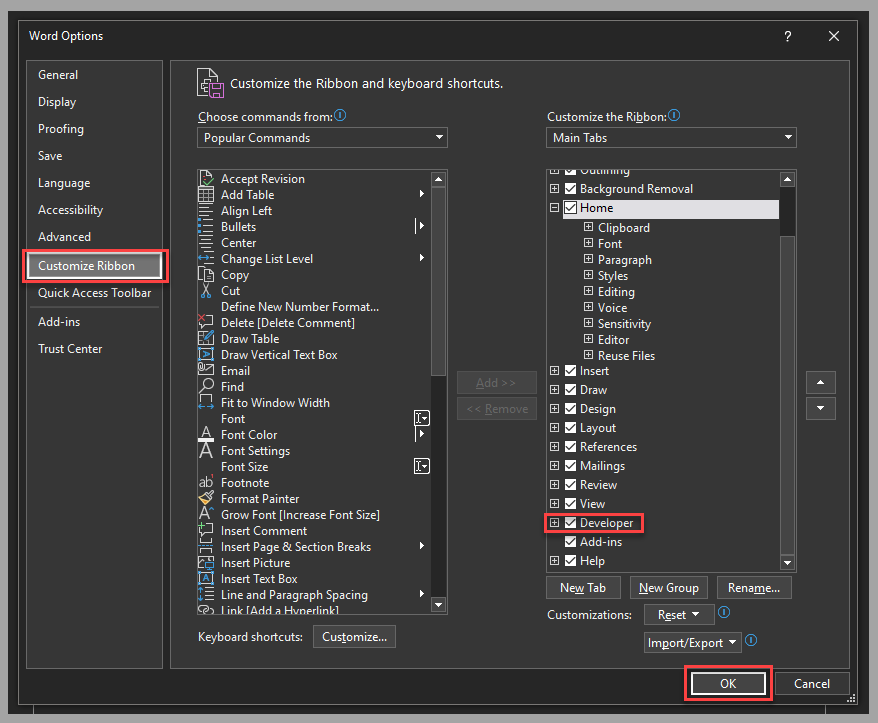 Word Options
?
General
Display
Proofing
Save
Language
Accessibility
Advanced
Customize Ribbon
Quick Access Toolbar
Add-ins
Trust Center
Customize the Ribbon and keyboard shortcuts.
Choose commands from:
Popular Commands
Accept Revision
Add Table
Align Left
Bullets
Center
Change List Level
Copy
Cut
Define New Number Format...
Delete [Delete Comment]
Draw Table
Draw Vertical Text Box
Email
Find
Fit to Window Width
Font
Font Color
Font Settings
Font Size
Footnote
Format Painter
Grow Font [Increase Font Size]
Insert Comment
Insert Page & Section Breaks
Insert Picture
Insert Text Box
Line and Paragraph Spacing
Link [Add a Hyperlink]
Keyboard shortcuts: Customize...
Add >>
<< Remove
Customize the Ribbon:
Main Tabs
Outlining
Background Removal
Home
Clipboard
Font
Paragraph
Styles
Editing
Voice
Sensitivity
Editor
Reuse Files
Insert
Draw
Design
Layout
References
Mailings
Review
View
Developer
Add-ins
Help
New Tab New Group Rename...
Customizations: Reset
Import/Export
OK Cancel